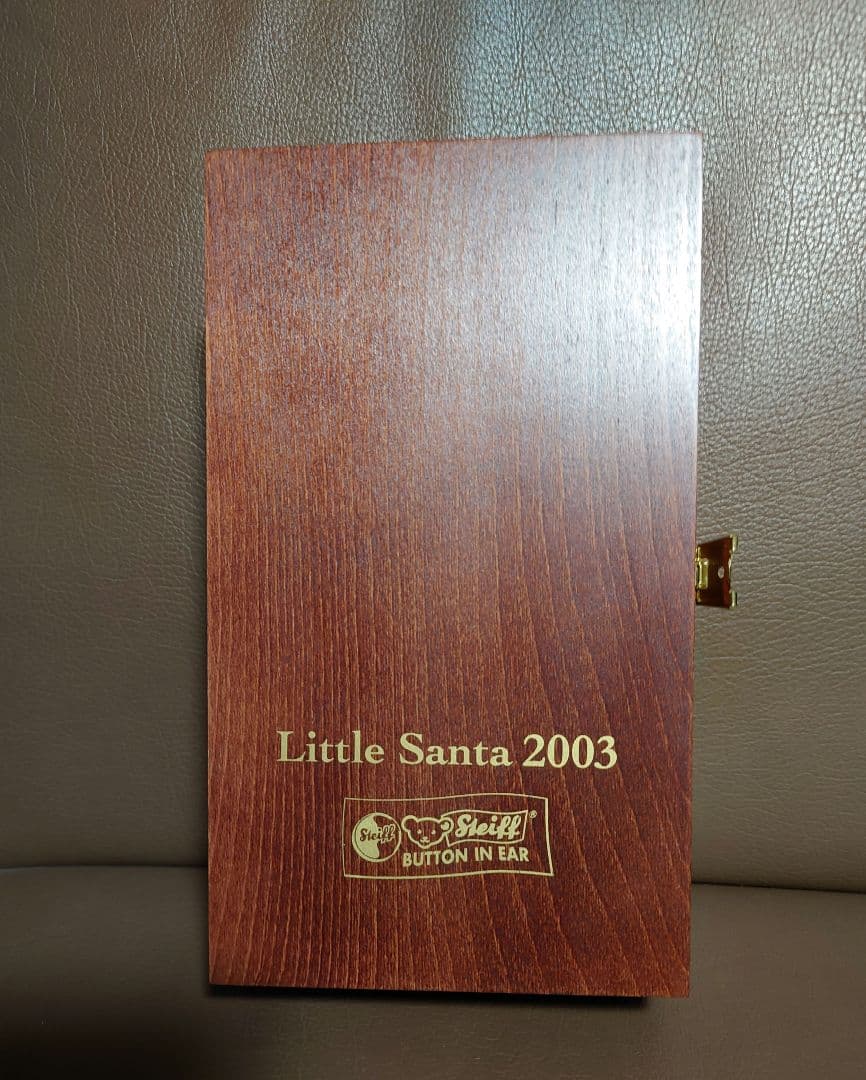 Little Santa 2003
Steiff Steiff®
BUTTON IN EAR